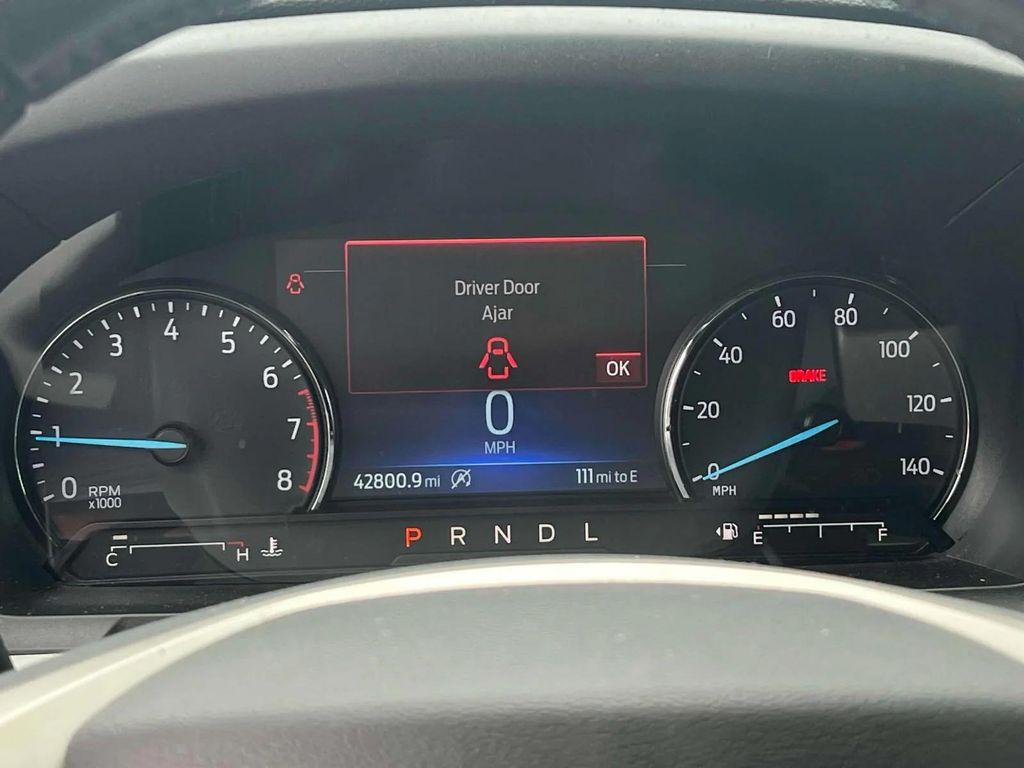 Driver Door
Ajar
OK
0
MPH
42800.9 mi
111 mi to E
0
1
2
3
4
5
6
7
8
RPM
x1000
0
20
40
60
80
100
120
140
MPH
BRAKE
C
H
P R N D L
E
F